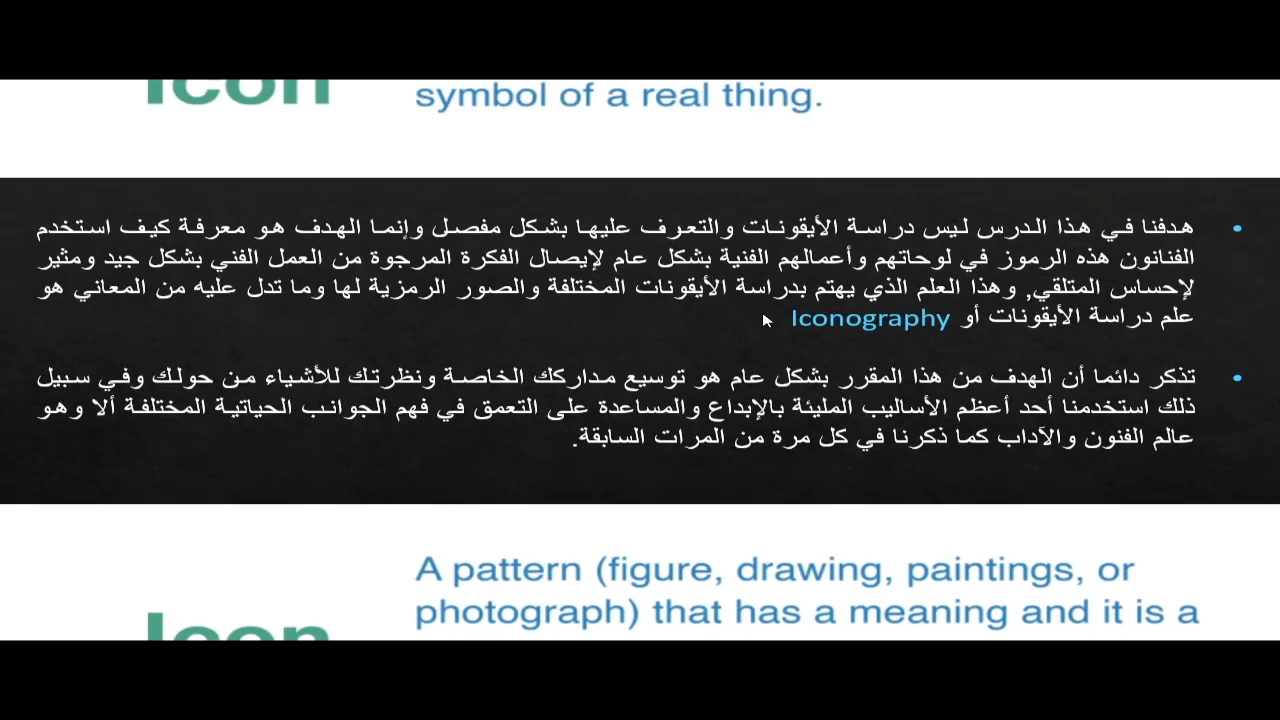 Icon
symbol of a real thing.
هدفنا في هذا الدرس ليس دراسة الأيقونات والتعرف عليها بشكل مفصل وإنما الهدف هو معرفة كيف استخدم
الفنانون هذه الرموز في لوحاتهم وأعمالهم الفنية بشكل عام لإيصال الفكرة المرجوة من العمل الفني بشكل جيد ومثير
لإحساس المتلقي, وهذا العلم الذي يهتم بدراسة الأيقونات المختلفة والصور الرمزية لها وما تدل عليه من المعاني هو
علم دراسة الأيقونات أو Iconography
تذكر دائما أن الهدف من هذا المقرر بشكل عام هو توسيع مداركك الخاصة ونظرتك للأشياء من حولك وفي سبيل
ذلك استخدمنا أحد أعظم الأساليب المليئة بالإبداع والمساعدة على التعمق في فهم الجوانب الحياتية المختلفة ألا وهو
عالم الفنون والآداب كما ذكرنا في كل مرة من المرات السابقة.
A pattern (figure, drawing, paintings, or
photograph) that has a meaning and it is a
Icon